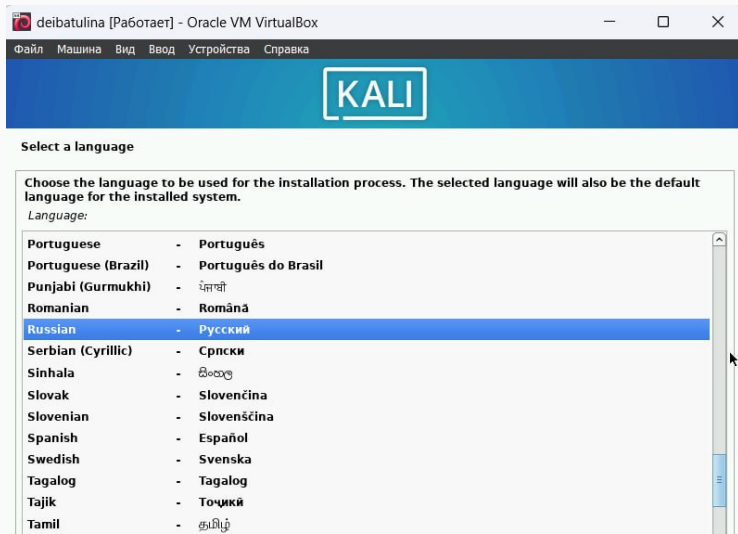 deibatulina [Работает] - Oracle VM VirtualBox
Файл Машина Вид Ввод Устройства Справка
KALI
Select a language
Choose the language to be used for the installation process. The selected language will also be the default
language for the installed system.
Language:
Portuguese - Português
Portuguese (Brazil) - Português do Brasil
Punjabi (Gurmukhi) - ਪੰਜਾਬੀ
Romanian - Română
Russian - Русский
Serbian (Cyrillic) - Српски
Sinhala - සිංහල
Slovak - Slovenčina
Slovenian - Slovenščina
Spanish - Español
Swedish - Svenska
Tagalog - Tagalog
Tajik - Тоҷикӣ
Tamil - தமிழ்